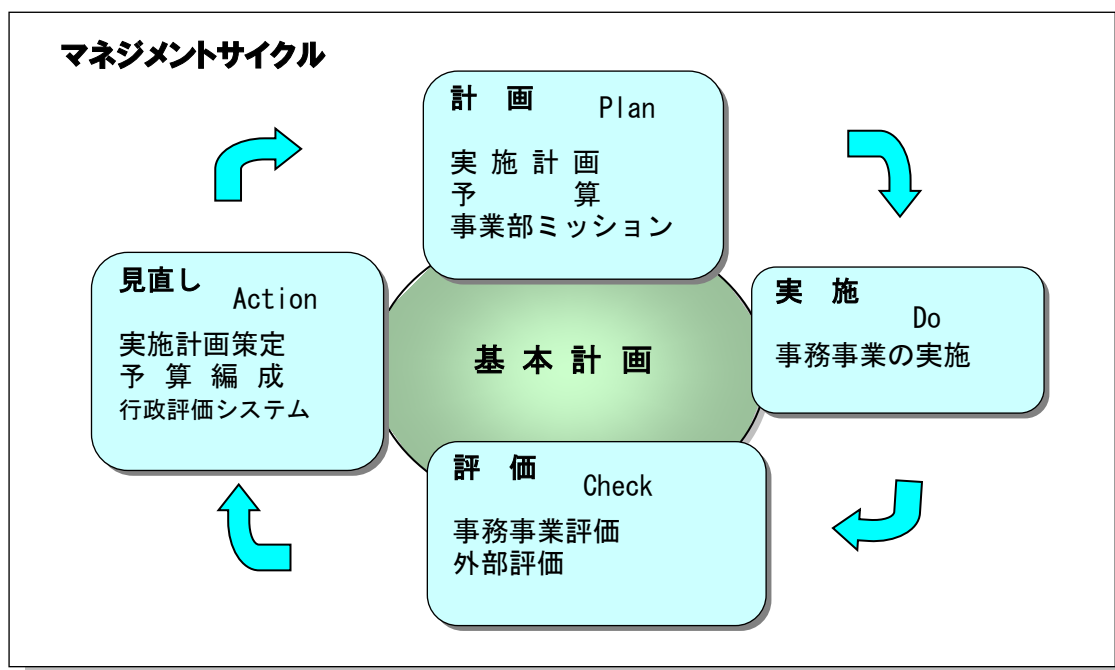 マネジメントサイクル
計　画
Plan
実 施 計 画
予　　　算
事業部ミッション
見直し
Action
実施計画策定
予 算 編 成
行政評価システム
基 本 計 画
実　施
Do
事務事業の実施
評　価
Check
事務事業評価
外部評価